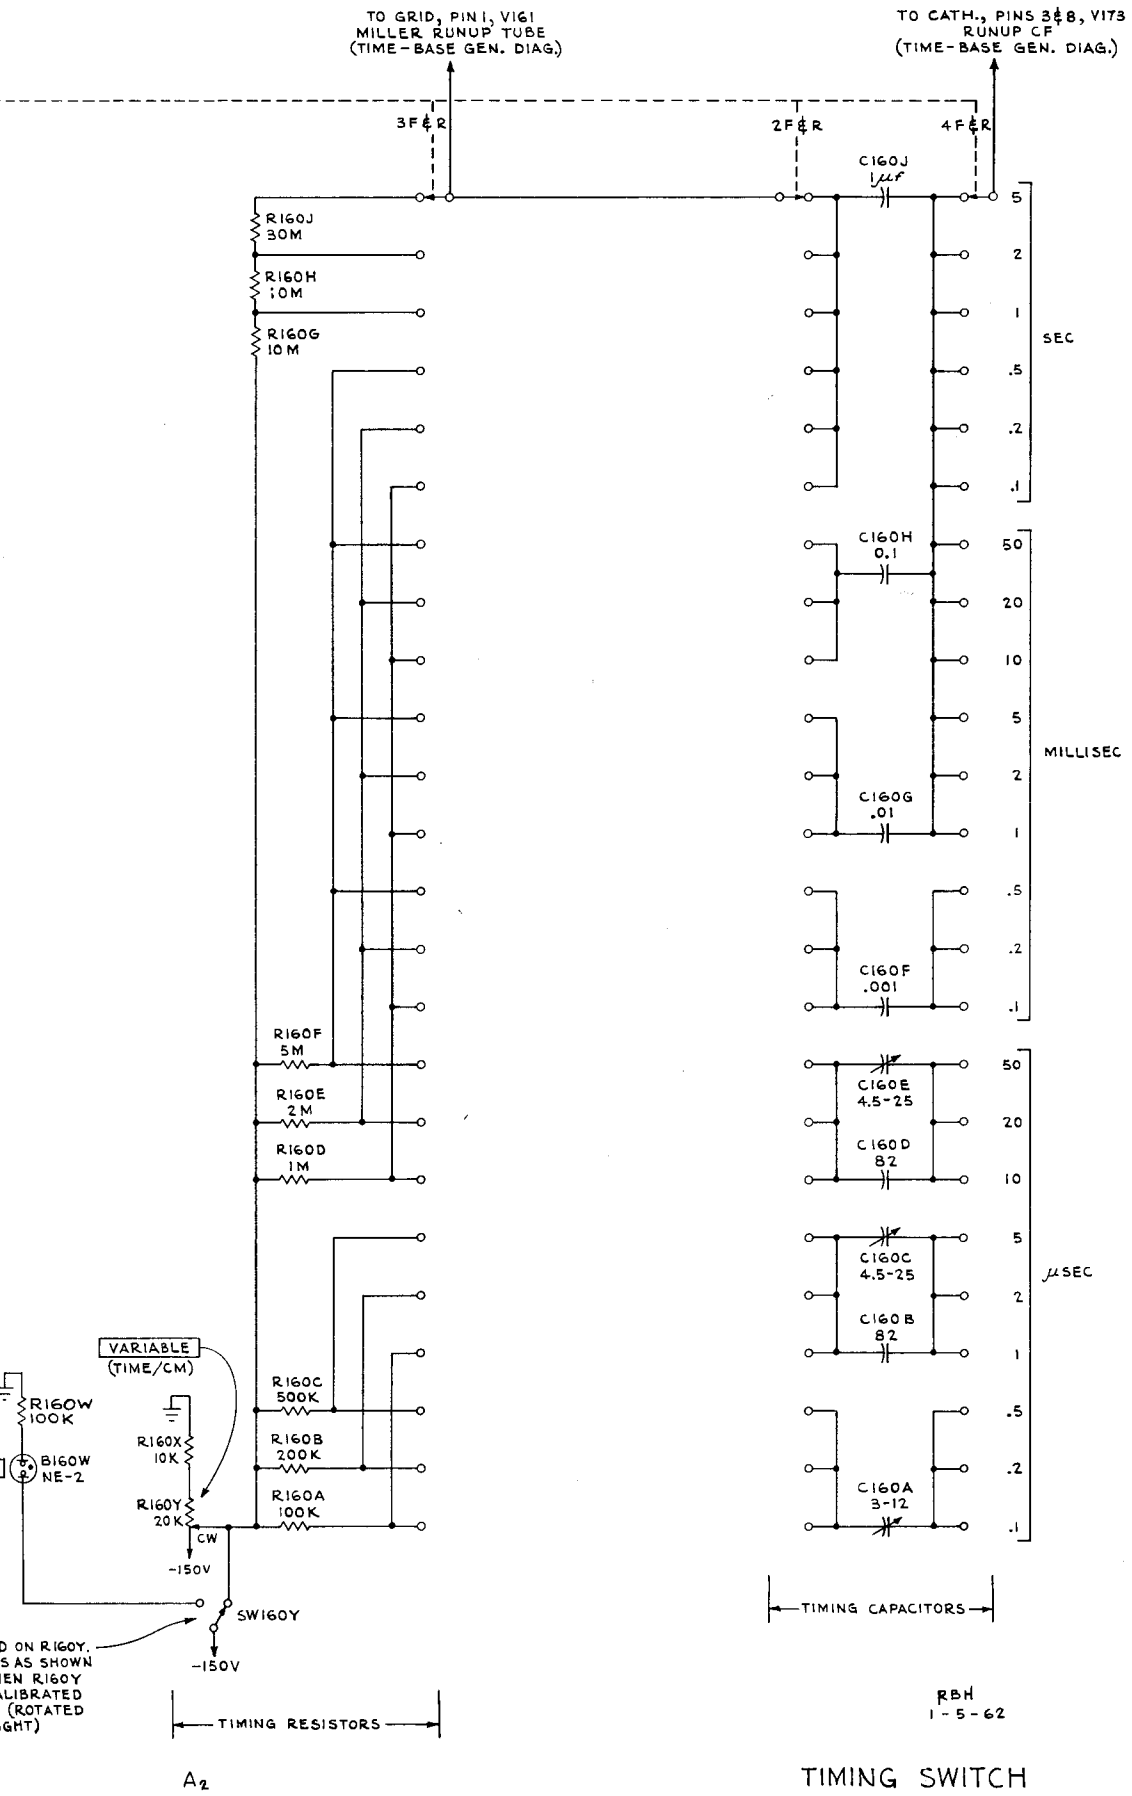 TO GRID, PIN 1, V161
MILLER RUNUP TUBE
(TIME-BASE GEN. DIAG.)
TO CATH., PINS 3&8, V173
RUNUP CF
(TIME-BASE GEN. DIAG.)
3F&R
2F&R
4F&R
C160J
1μf
5
R160J
30M
2
R160H
10M
1
R160G
10M
SEC
.5
.2
.1
C160H
0.1
50
20
10
5
MILLISEC
2
C160G
.01
1
.5
.2
C160F
.001
.1
R160F
5M
50
C160E
4.5-25
R160E
2M
20
C160D
82
R160D
1M
10
5
C160C
4.5-25
μSEC
2
C160B
82
1
VARIABLE
(TIME/CM)
R160W
100K
R160C
500K
.5
R160X
10K
R160B
200K
B160W
NE-2
.2
C160A
3-12
R160A
100K
R160Y
20K
CW
.1
-150V
TIMING CAPACITORS
SW160Y
-150V
D ON R160Y.
S AS SHOWN
EN R160Y
ALIBRATED
(ROTATED
GHT)
TIMING RESISTORS
RBH
1-5-62
A2
TIMING SWITCH